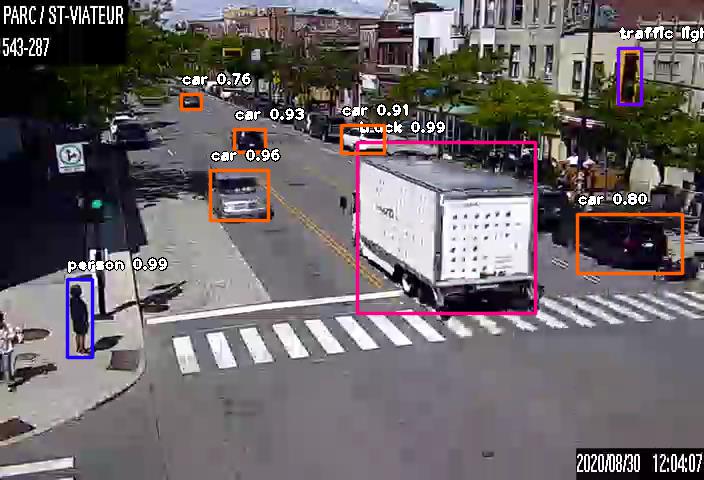 PARC / ST-VIATEUR
543-287
traffic ligh
car 0.76
car 0.91
car 0.93
truck 0.99
car 0.96
car 0.80
person 0.99
2020/08/30 12:04:07